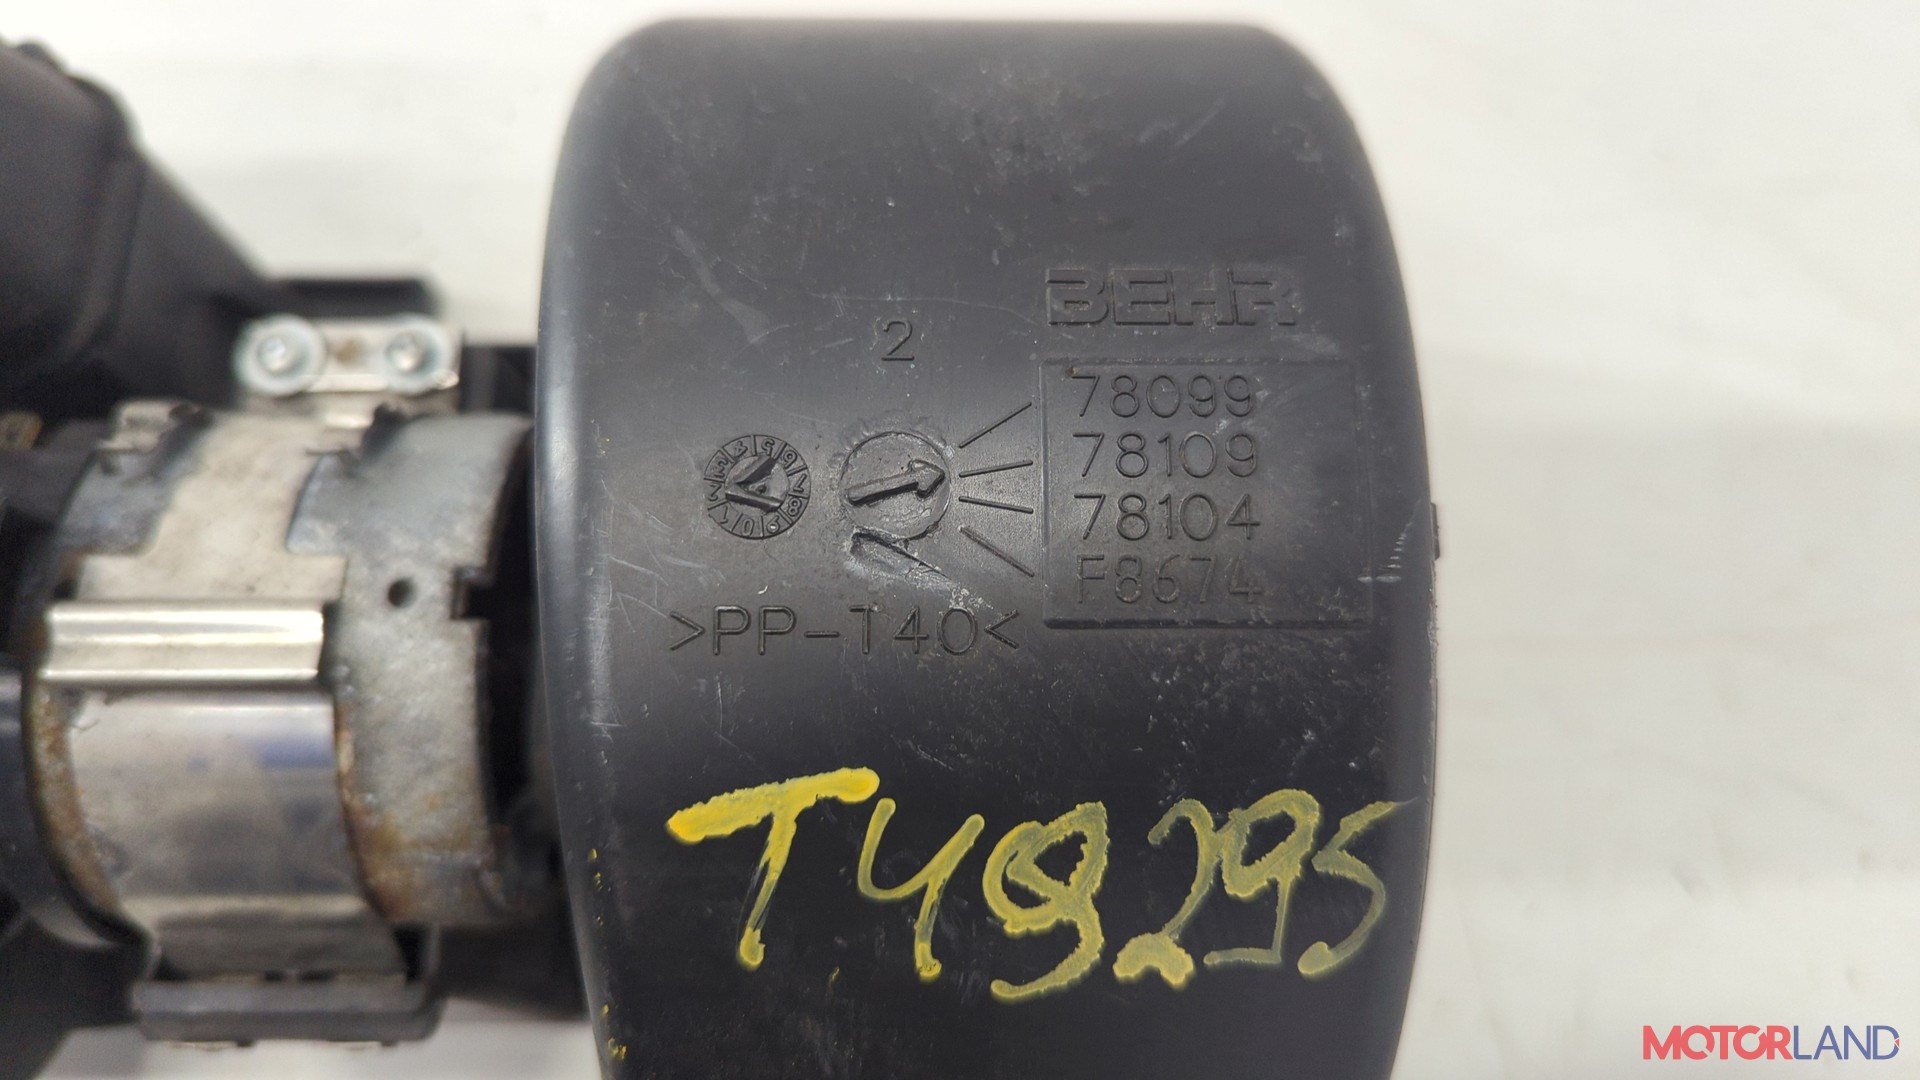 BEHR
2
78099
78109
78104
F8674
>PP-T40<
T49295
MOTORLAND